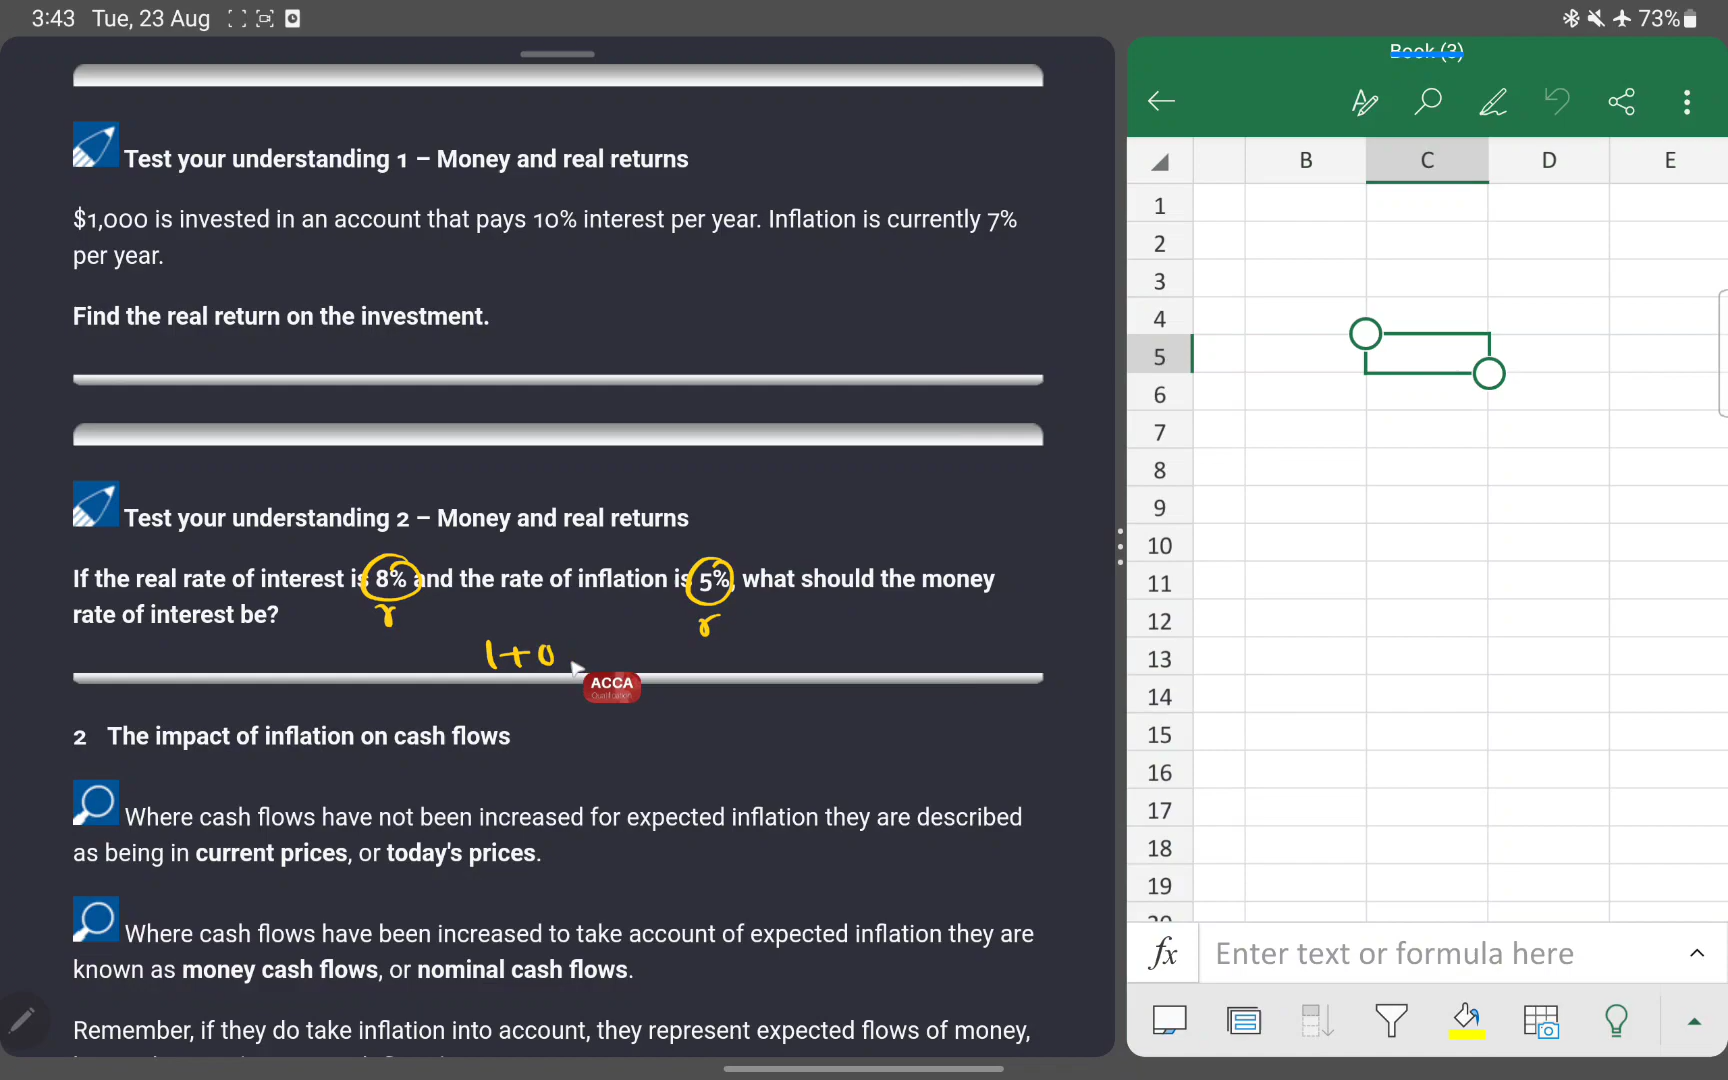 3:43 Tue, 23 Aug
73%
Test your understanding 1 – Money and real returns
$1,000 is invested in an account that pays 10% interest per year. Inflation is currently 7%
per year.
Find the real return on the investment.
Test your understanding 2 – Money and real returns
If the real rate of interest is 8% and the rate of inflation is 5%, what should the money
rate of interest be?
r r
1+0
ACCA
Qualification
2 The impact of inflation on cash flows
Where cash flows have not been increased for expected inflation they are described
as being in current prices, or today's prices.
Where cash flows have been increased to take account of expected inflation they are
known as money cash flows, or nominal cash flows.
Remember, if they do take inflation into account, they represent expected flows of money,
Book (3)
B C D E
1
2
3
4
5
6
7
8
9
10
11
12
13
14
15
16
17
18
19
20
fx Enter text or formula here